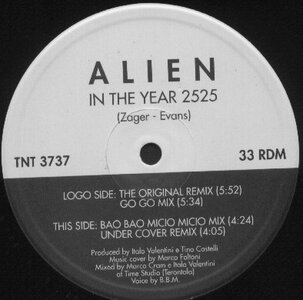 ALIEN
IN THE YEAR 2525
(Zager - Evans)
TNT 3737
33 RDM
LOGO SIDE: THE ORIGINAL REMIX (5:52)
GO GO MIX (5:34)
THIS SIDE: BAO BAO MICIO MICIO MIX (4:24)
UNDER COVER REMIX (4:05)
Produced by Italo Valentini e Tino Castelli
Music cover by Marco Faltoni
Mixed by Marco Cram e Italo Valentini
at Time Studio (Terontola)
Voice by B.B.M.